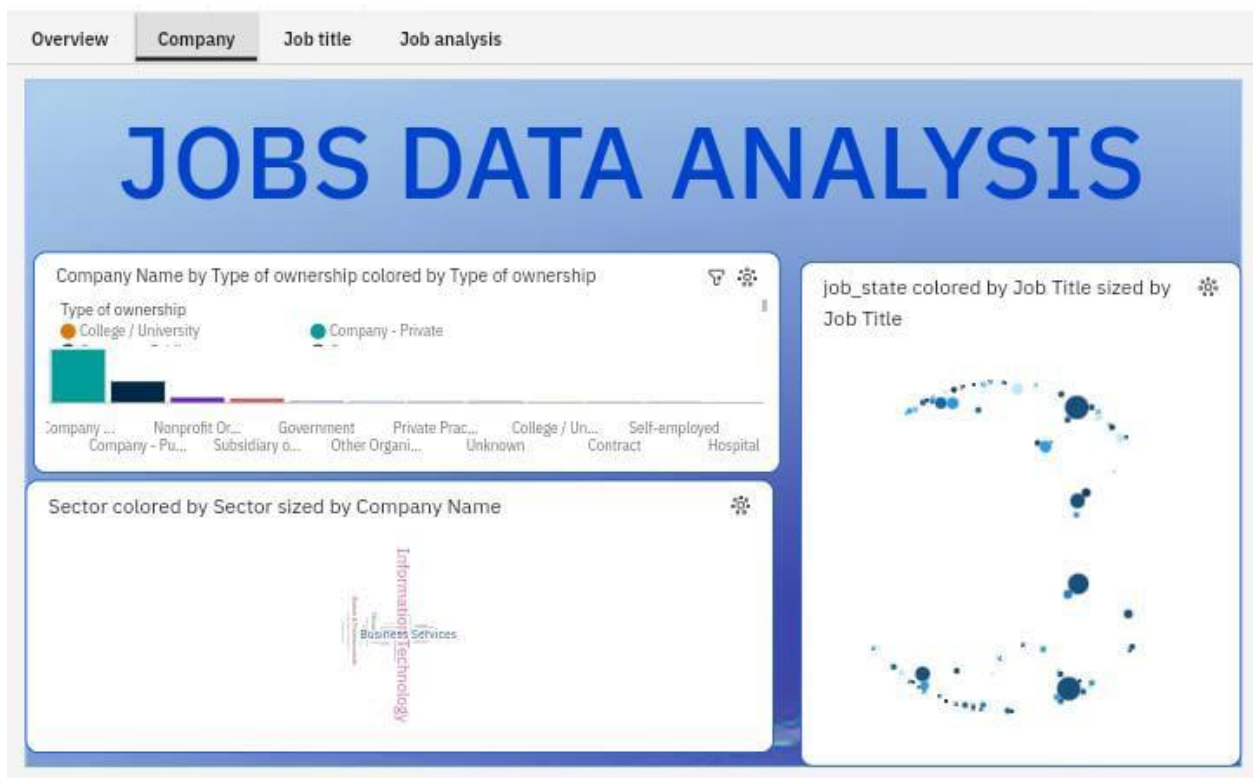 Overview Company Job title Job analysis
JOBS DATA ANALYSIS
Company Name by Type of ownership colored by Type of ownership
Type of ownership
College / University Company - Private
Company ... Nonprofit Or... Government Private Prac... College / Un... Self-employed
Company - Pu... Subsidiary o... Other Organi... Unknown Contract Hospital
Sector colored by Sector sized by Company Name
Information Technology
Business Services
job_state colored by Job Title sized by
Job Title